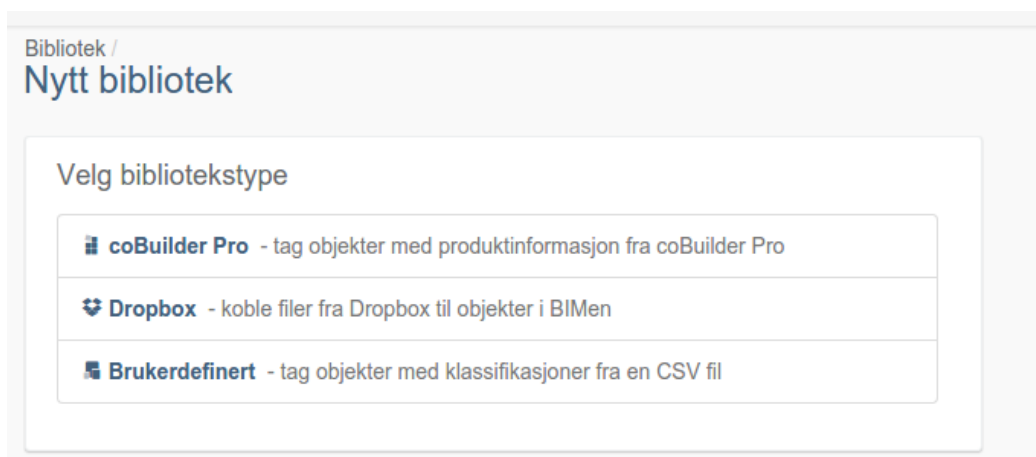 Bibliotek /
Nytt bibliotek
Velg bibliotekstype
coBuilder Pro - tag objekter med produktinformasjon fra coBuilder Pro
Dropbox - koble filer fra Dropbox til objekter i BIMen
Brukerdefinert - tag objekter med klassifikasjoner fra en CSV fil